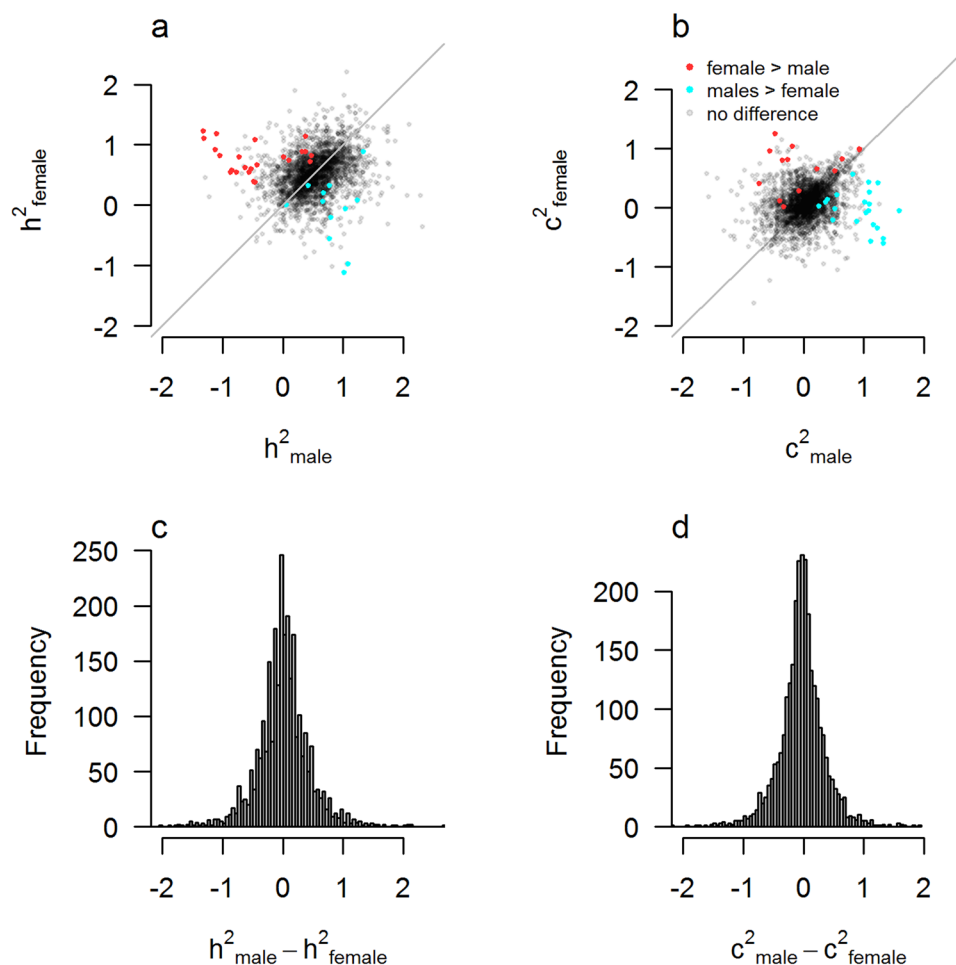 a
2
1
0
-1
-2
h²female
-2
-1
0
1
2
h²male
b
female > male
males > female
no difference
2
1
0
-1
-2
c²female
-2
-1
0
1
2
c²male
c
250
200
150
100
50
0
Frequency
-2
-1
0
1
2
h²male − h²female
d
200
150
100
50
0
Frequency
-2
-1
0
1
2
c²male − c²female